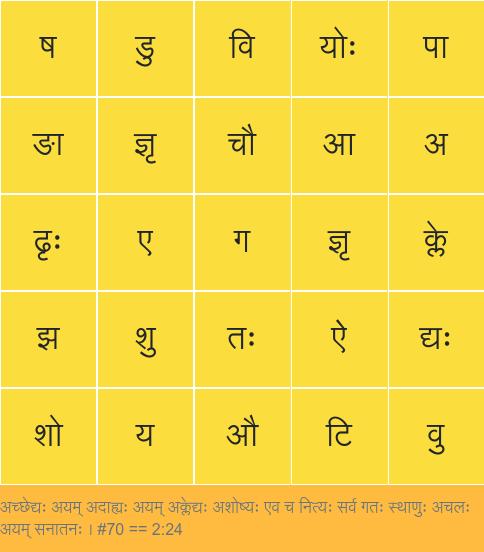 ष डु वि योः पा
ङा ज्ञृ चौ आ अ
ढृः ए ग ज्ञृ क्ले
झ शु तः ऐ द्यः
शो य औ टि वु
अच्छेद्यः अयम् अदाह्यः अयम् अक्लेद्यः अशोष्यः एव च नित्यः सर्व गतः स्थाणुः अचलः
अयम् सनातनः । #70 == 2:24